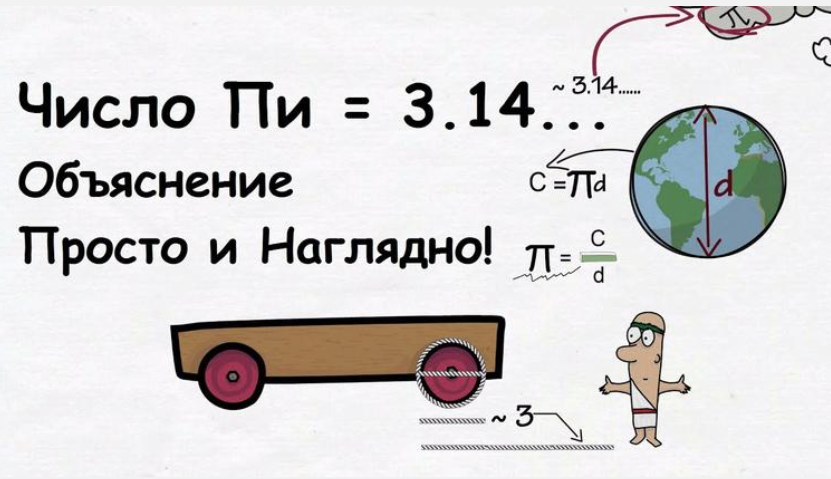 π
~ 3.14......
Число Пи = 3.14...
Объяснение
Просто и Наглядно!
C =πd
d
π = C
d
~ 3